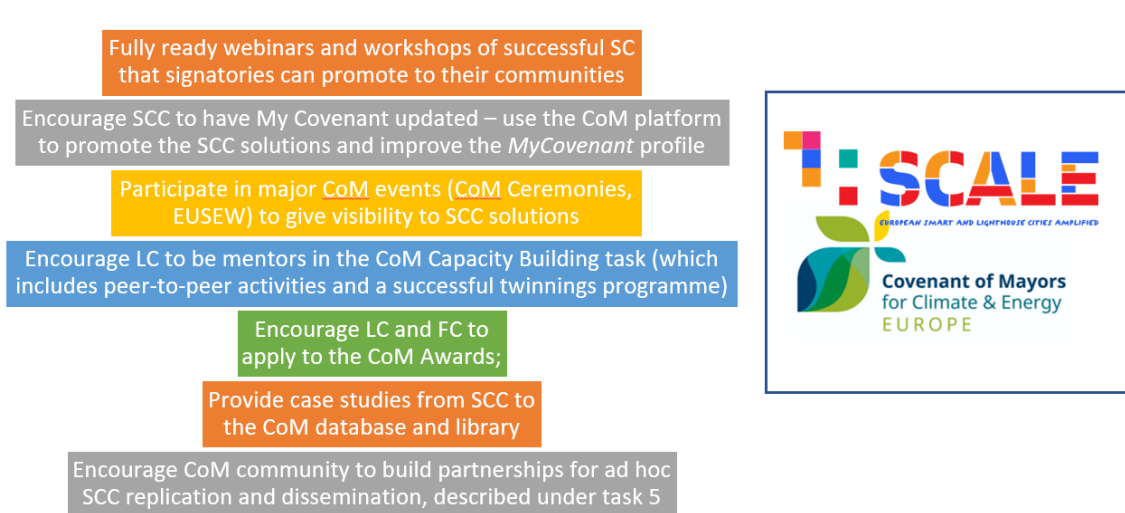 Fully ready webinars and workshops of successful SC
that signatories can promote to their communities
Encourage SCC to have My Covenant updated – use the CoM platform
to promote the SCC solutions and improve the MyCovenant profile
Participate in major CoM events (CoM Ceremonies,
EUSEW) to give visibility to SCC solutions
Encourage LC to be mentors in the CoM Capacity Building task (which
includes peer-to-peer activities and a successful twinnings programme)
Encourage LC and FC to
apply to the CoM Awards;
Provide case studies from SCC to
the CoM database and library
Encourage CoM community to build partnerships for ad hoc
SCC replication and dissemination, described under task 5
SCALE
EUROPEAN SMART AND LIGHTHOUSE CITIES AMPLIFIED
Covenant of Mayors
for Climate & Energy
EUROPE